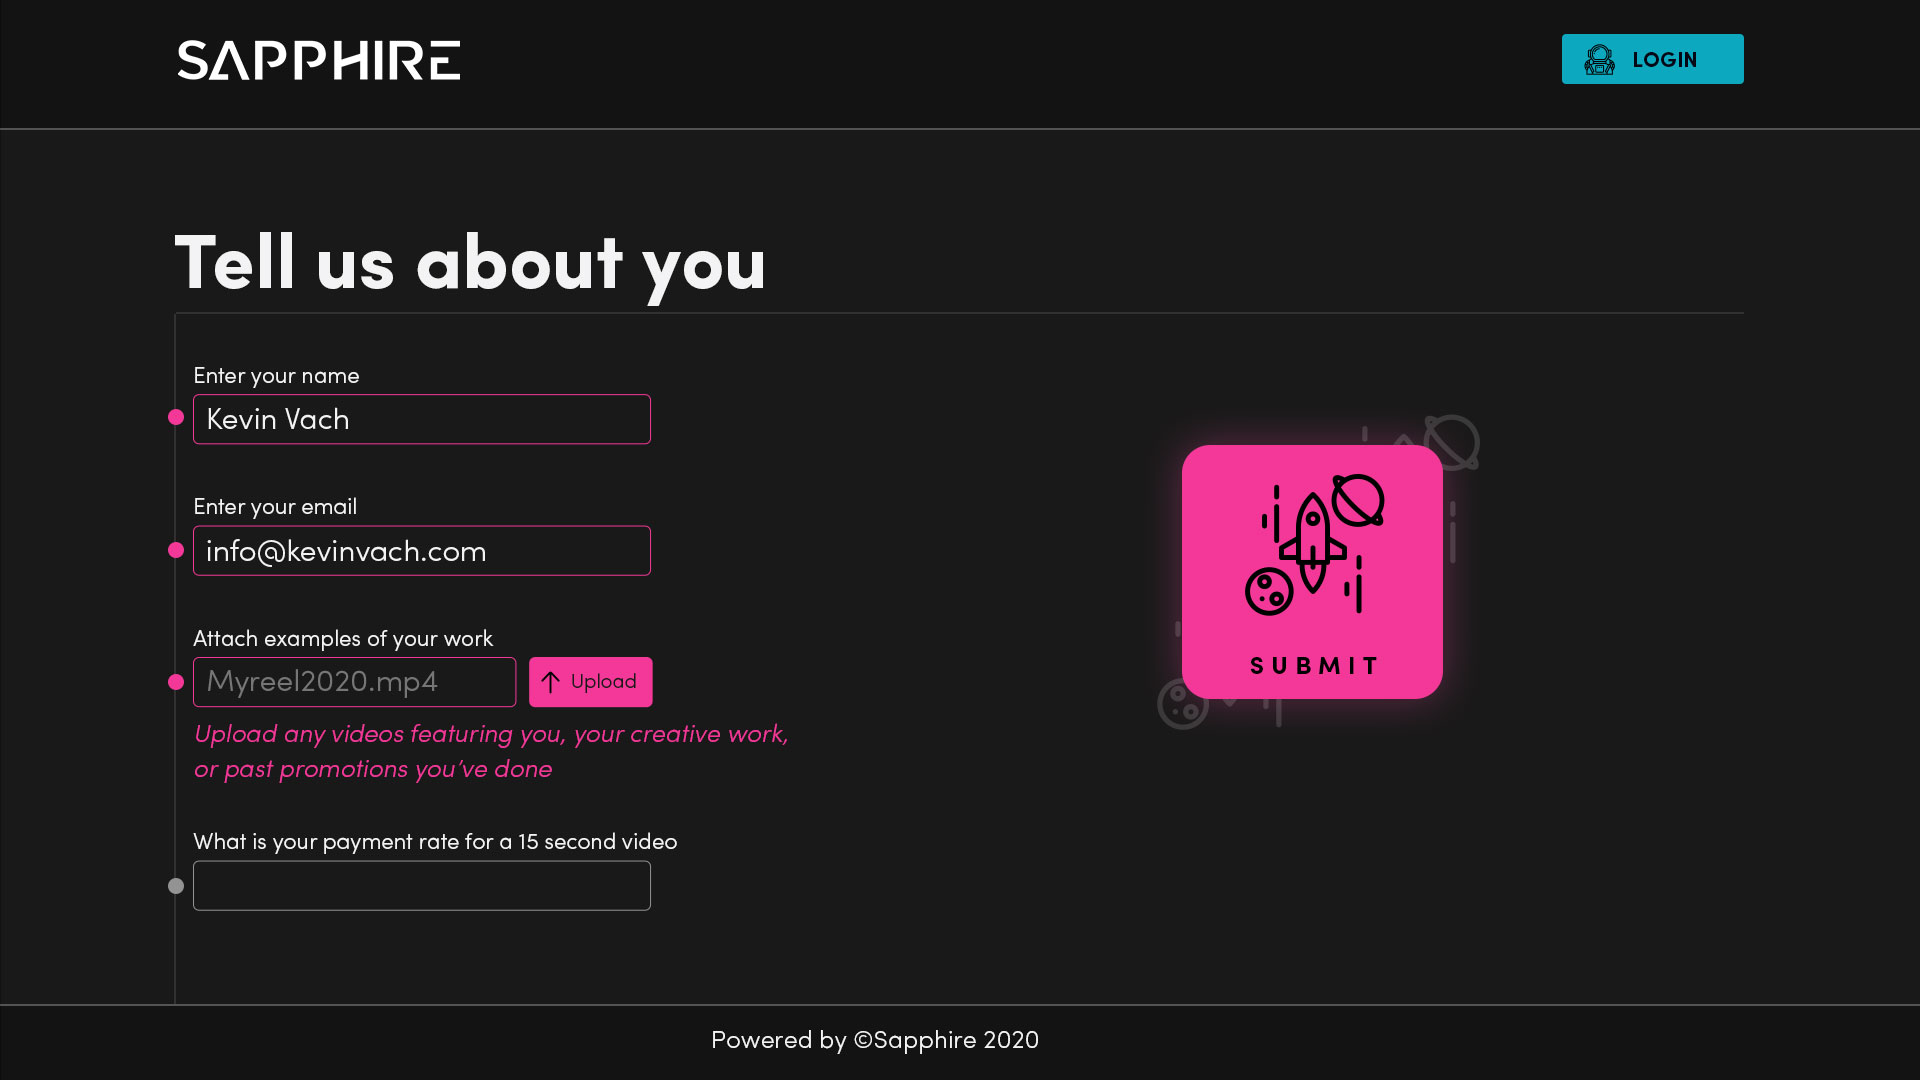 SAPPHIRE
LOGIN
Tell us about you
Enter your name
Kevin Vach
Enter your email
info@kevinvach.com
Attach examples of your work
Myreel2020.mp4
Upload
Upload any videos featuring you, your creative work,
or past promotions you’ve done
What is your payment rate for a 15 second video
SUBMIT
Powered by ©Sapphire 2020